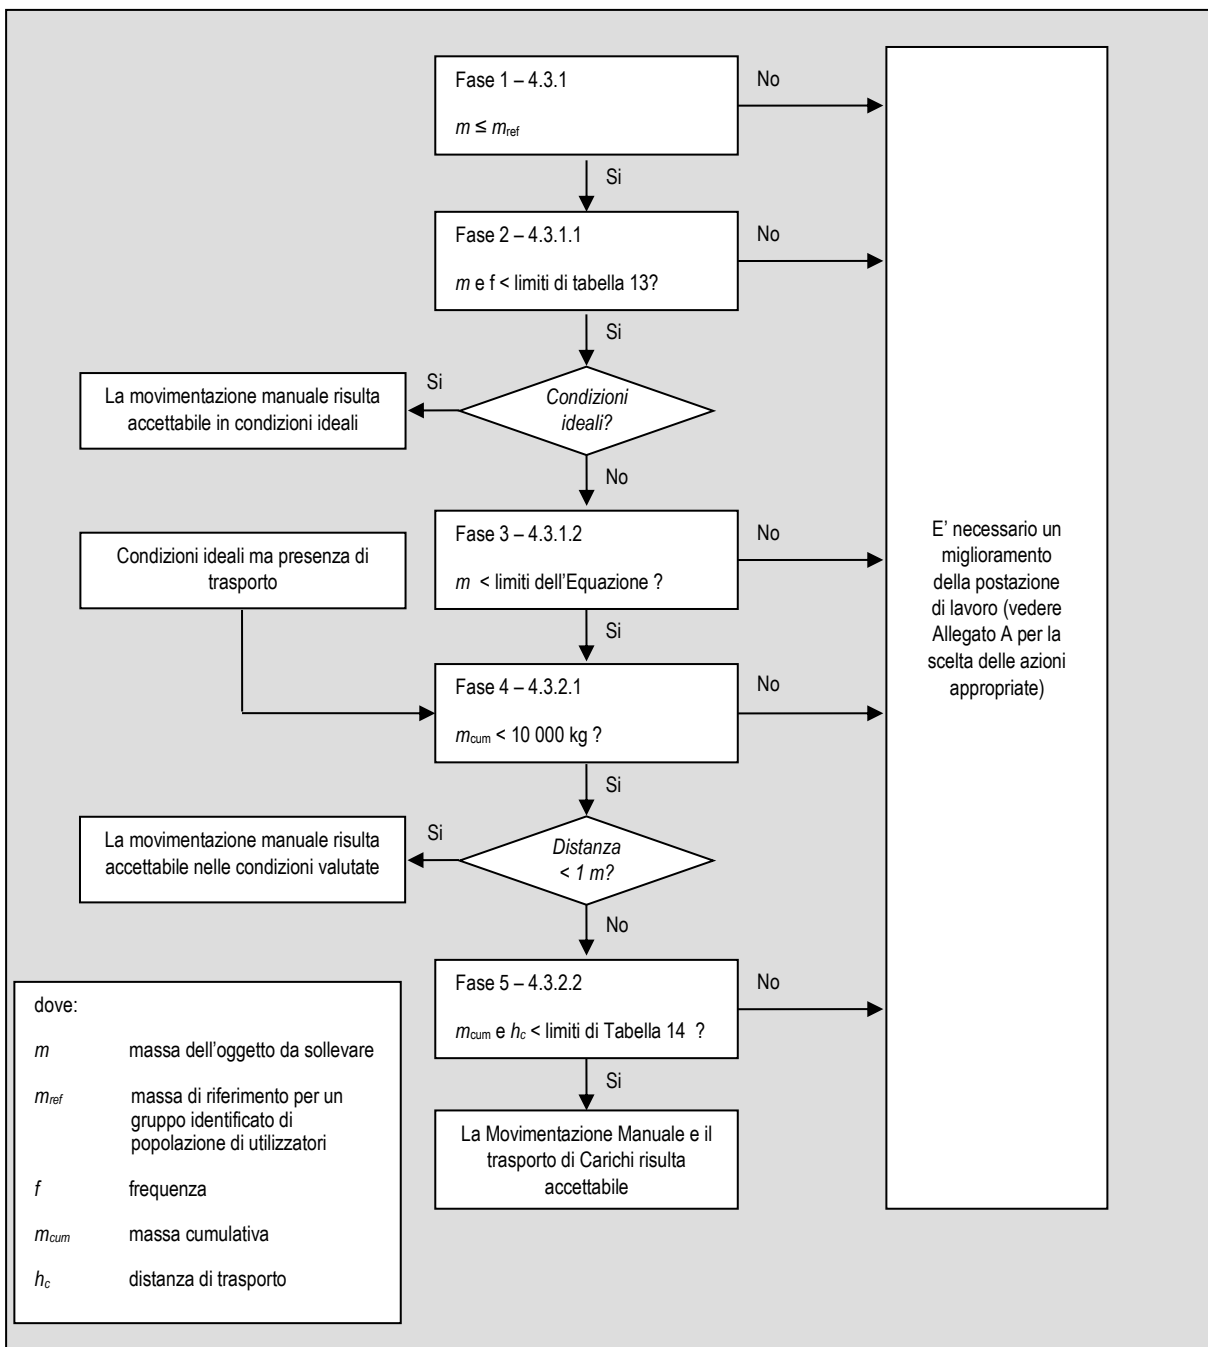 Fase 1 – 4.3.1
m ≤ mref
No
Si
Fase 2 – 4.3.1.1
m e f < limiti di tabella 13?
No
Si
Condizioni
ideali?
Si
La movimentazione manuale risulta
accettabile in condizioni ideali
No
Fase 3 – 4.3.1.2
m < limiti dell'Equazione ?
No
Condizioni ideali ma presenza di
trasporto
Si
Fase 4 – 4.3.2.1
mcum < 10 000 kg ?
No
Si
Distanza
< 1 m?
Si
La movimentazione manuale risulta
accettabile nelle condizioni valutate
No
Fase 5 – 4.3.2.2
mcum e hc < limiti di Tabella 14 ?
No
Si
La Movimentazione Manuale e il
trasporto di Carichi risulta
accettabile
E' necessario un
miglioramento
della postazione
di lavoro (vedere
Allegato A per la
scelta delle azioni
appropriate)
dove:
m massa dell'oggetto da sollevare
mref massa di riferimento per un
gruppo identificato di
popolazione di utilizzatori
f frequenza
mcum massa cumulativa
hc distanza di trasporto